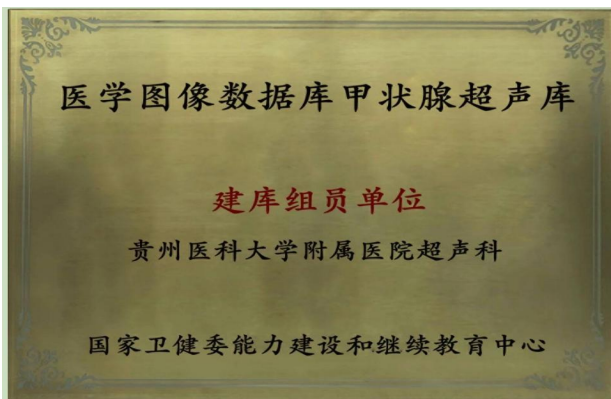 医学图像数据库甲状腺超声库
建库组员单位
贵州医科大学附属医院超声科
国家卫健委能力建设和继续教育中心